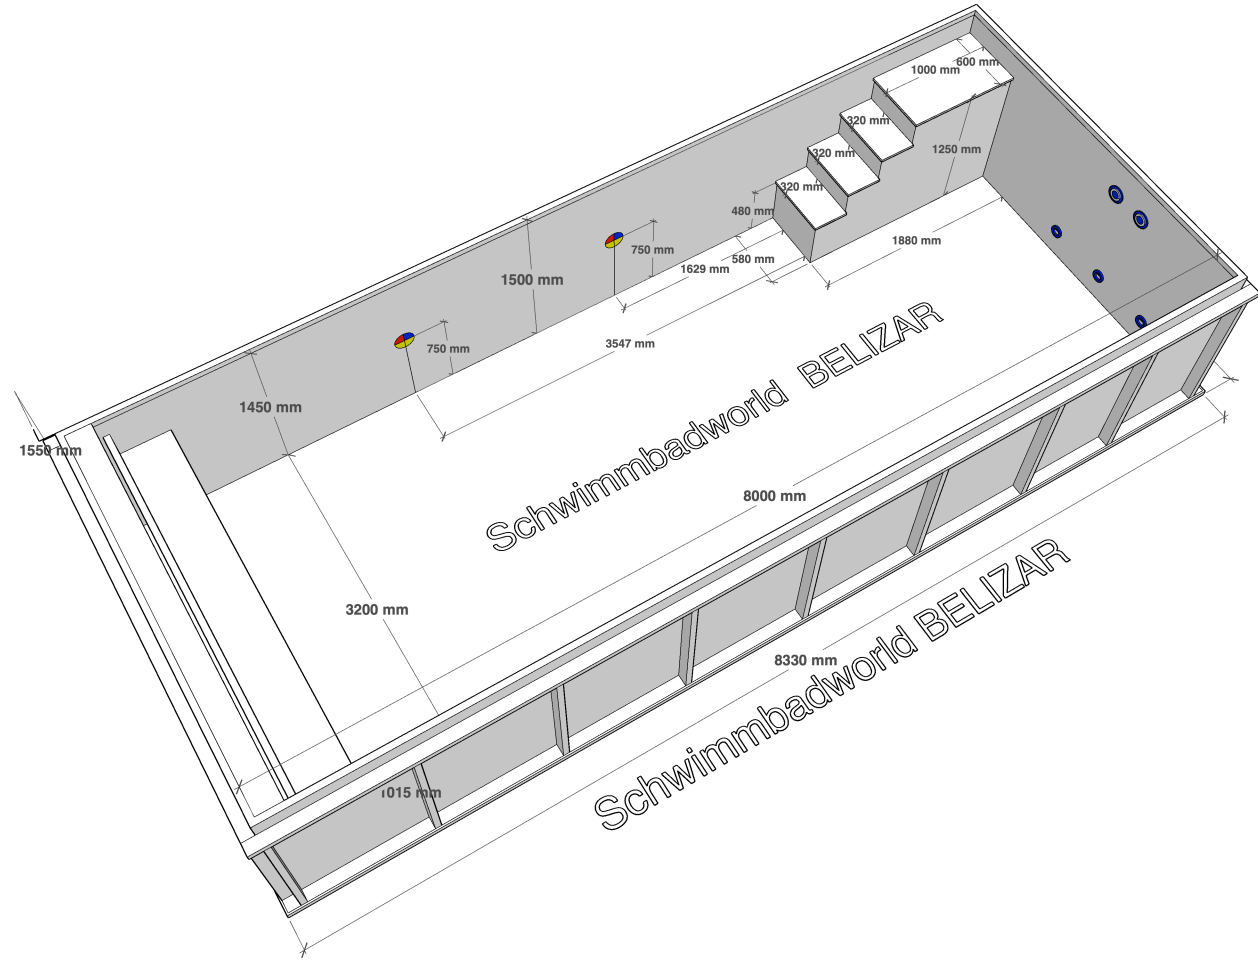 600 mm
1000 mm
320 mm
1250 mm
320 mm
320 mm
480 mm
1880 mm
750 mm
580 mm
1629 mm
1500 mm
3547 mm
750 mm
1450 mm
1550 mm
Schwimmbadworld BELIZAR
8000 mm
3200 mm
8330 mm
Schwimmbadworld BELIZAR
1015 mm